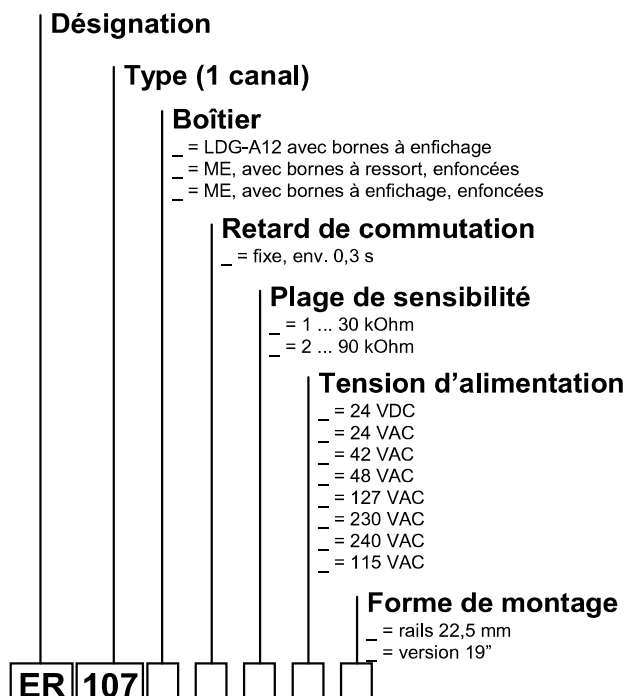 Désignation
Type (1 canal)
Boîtier
_ = LDG-A12 avec bornes à enfichage
_ = ME, avec bornes à ressort, enfoncées
_ = ME, avec bornes à enfichage, enfoncées
Retard de commutation
_ = fixe, env. 0,3 s
Plage de sensibilité
_ = 1 ... 30 kOhm
_ = 2 ... 90 kOhm
Tension d’alimentation
_ = 24 VDC
_ = 24 VAC
_ = 42 VAC
_ = 48 VAC
_ = 127 VAC
_ = 230 VAC
_ = 240 VAC
_ = 115 VAC
Forme de montage
_ = rails 22,5 mm
_ = version 19”
ER 107